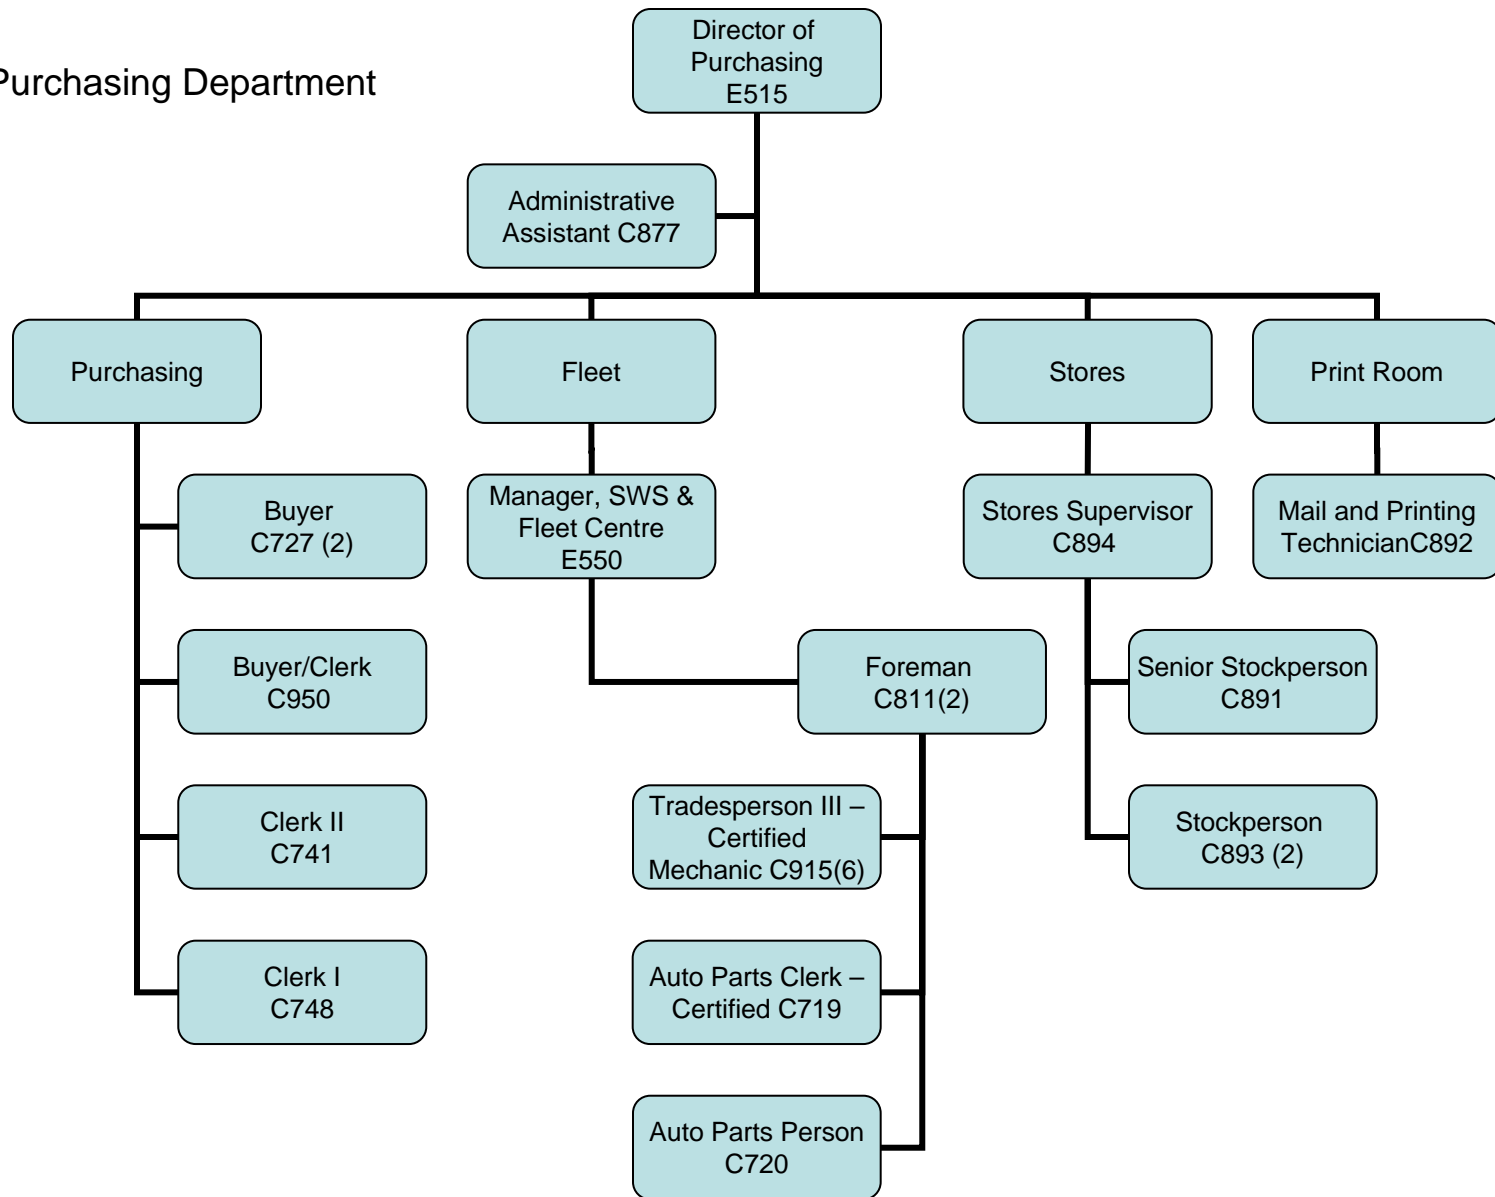 Director of
Purchasing
E515
Purchasing Department
Administrative
Assistant C877
Purchasing
Fleet
Stores
Print Room
Buyer
C727 (2)
Manager, SWS &
Fleet Centre
E550
Stores Supervisor
C894
Mail and Printing
TechnicianC892
Buyer/Clerk
C950
Foreman
C811(2)
Senior Stockperson
C891
Clerk II
C741
Tradesperson III –
Certified
Mechanic C915(6)
Stockperson
C893 (2)
Clerk I
C748
Auto Parts Clerk –
Certified C719
Auto Parts Person
C720